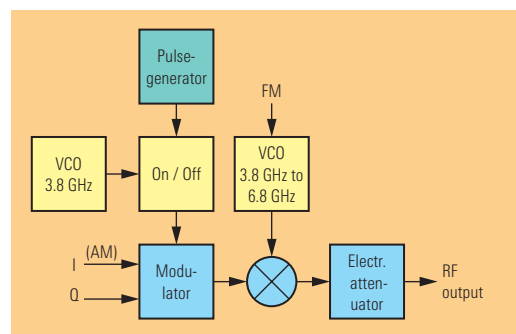 Pulse-
generator
FM
VCO
3.8 GHz
On / Off
VCO
3.8 GHz to
6.8 GHz
I
(AM)
Q
Modu-
lator
Electr.
atten-
uator
RF
output